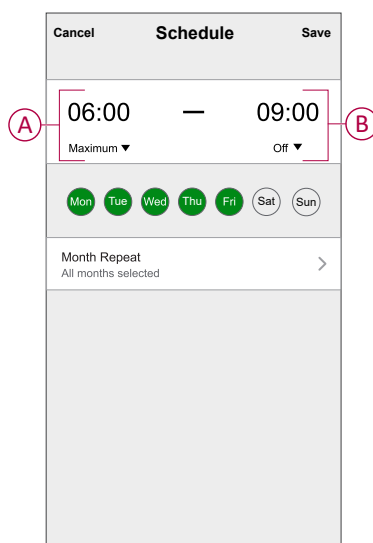 Cancel Schedule Save
06:00 — 09:00
Maximum ▼ Off ▼
A B
Mon Tue Wed Thu Fri Sat Sun
Month Repeat
All months selected